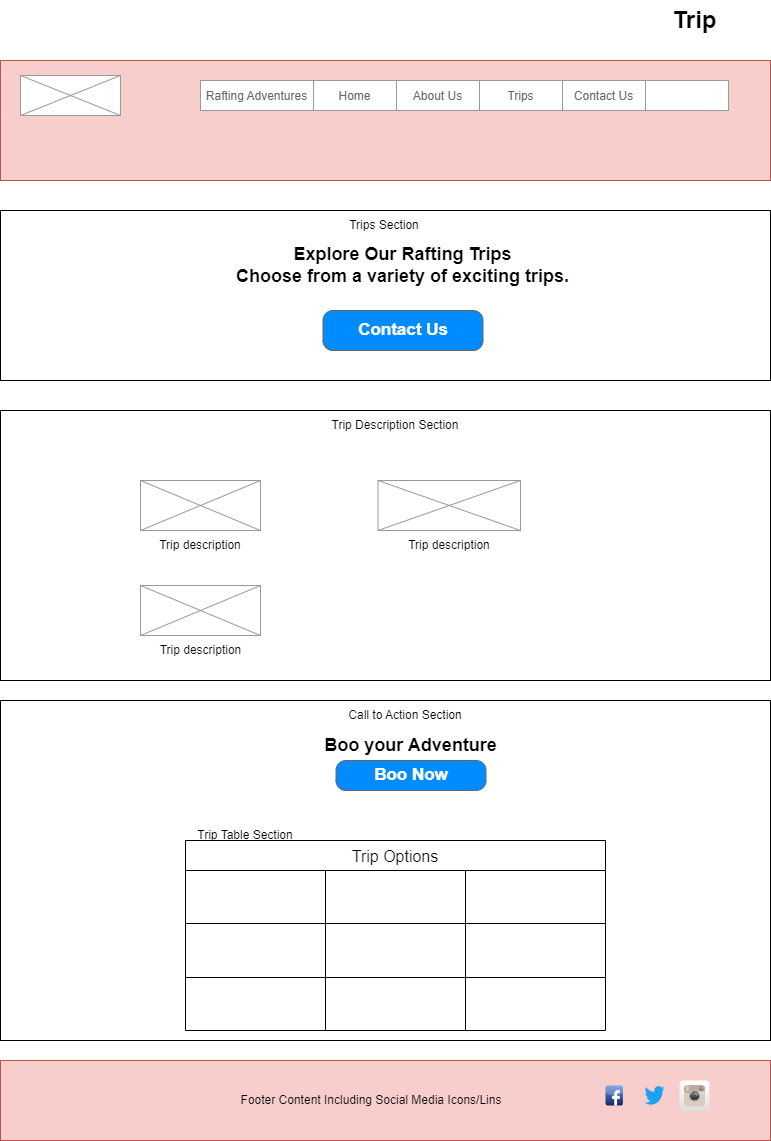 Trip
Rafting Adventures
Home
About Us
Trips
Contact Us
Trips Section
Explore Our Rafting Trips
Choose from a variety of exciting trips.
Contact Us
Trip Description Section
Trip description
Trip description
Trip description
Call to Action Section
Boo your Adventure
Boo Now
Trip Table Section
Trip Options
Footer Content Including Social Media Icons/Lins